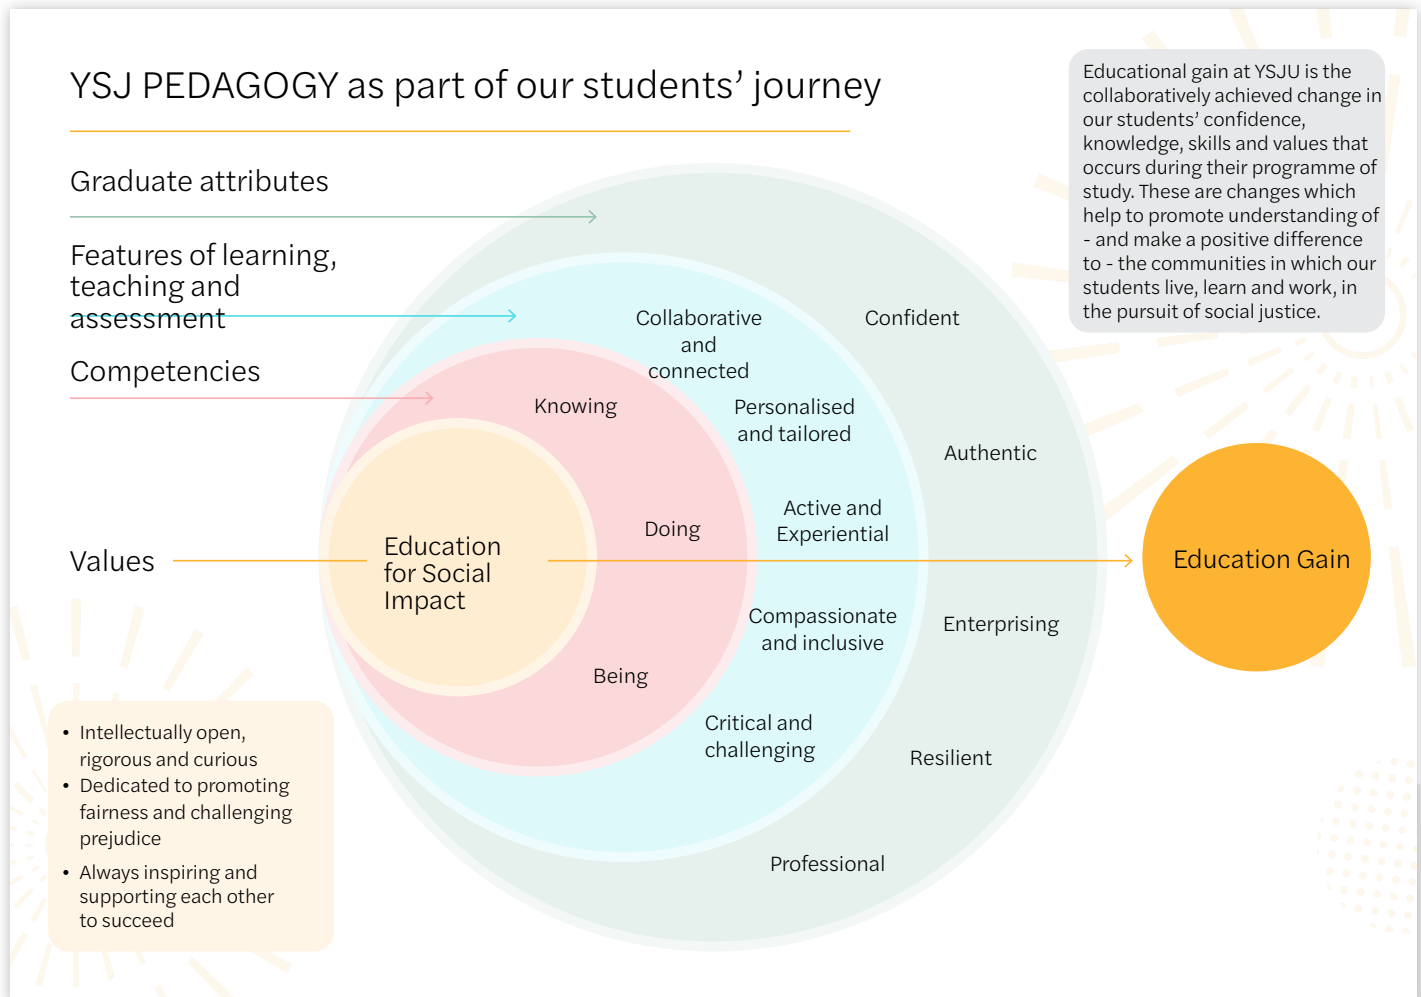 YSJ PEDAGOGY as part of our students’ journey
Educational gain at YSJU is the
collaboratively achieved change in
our students’ confidence,
knowledge, skills and values that
occurs during their programme of
study. These are changes which
help to promote understanding of
- and make a positive difference
to - the communities in which our
students live, learn and work, in
the pursuit of social justice.
Graduate attributes
Features of learning,
teaching and
assessment
Competencies
Values
Education
for Social
Impact
Knowing
Doing
Being
Collaborative
and
connected
Personalised
and tailored
Active and
Experiential
Compassionate
and inclusive
Critical and
challenging
Confident
Authentic
Enterprising
Resilient
Professional
Education Gain
• Intellectually open,
rigorous and curious
• Dedicated to promoting
fairness and challenging
prejudice
• Always inspiring and
supporting each other
to succeed